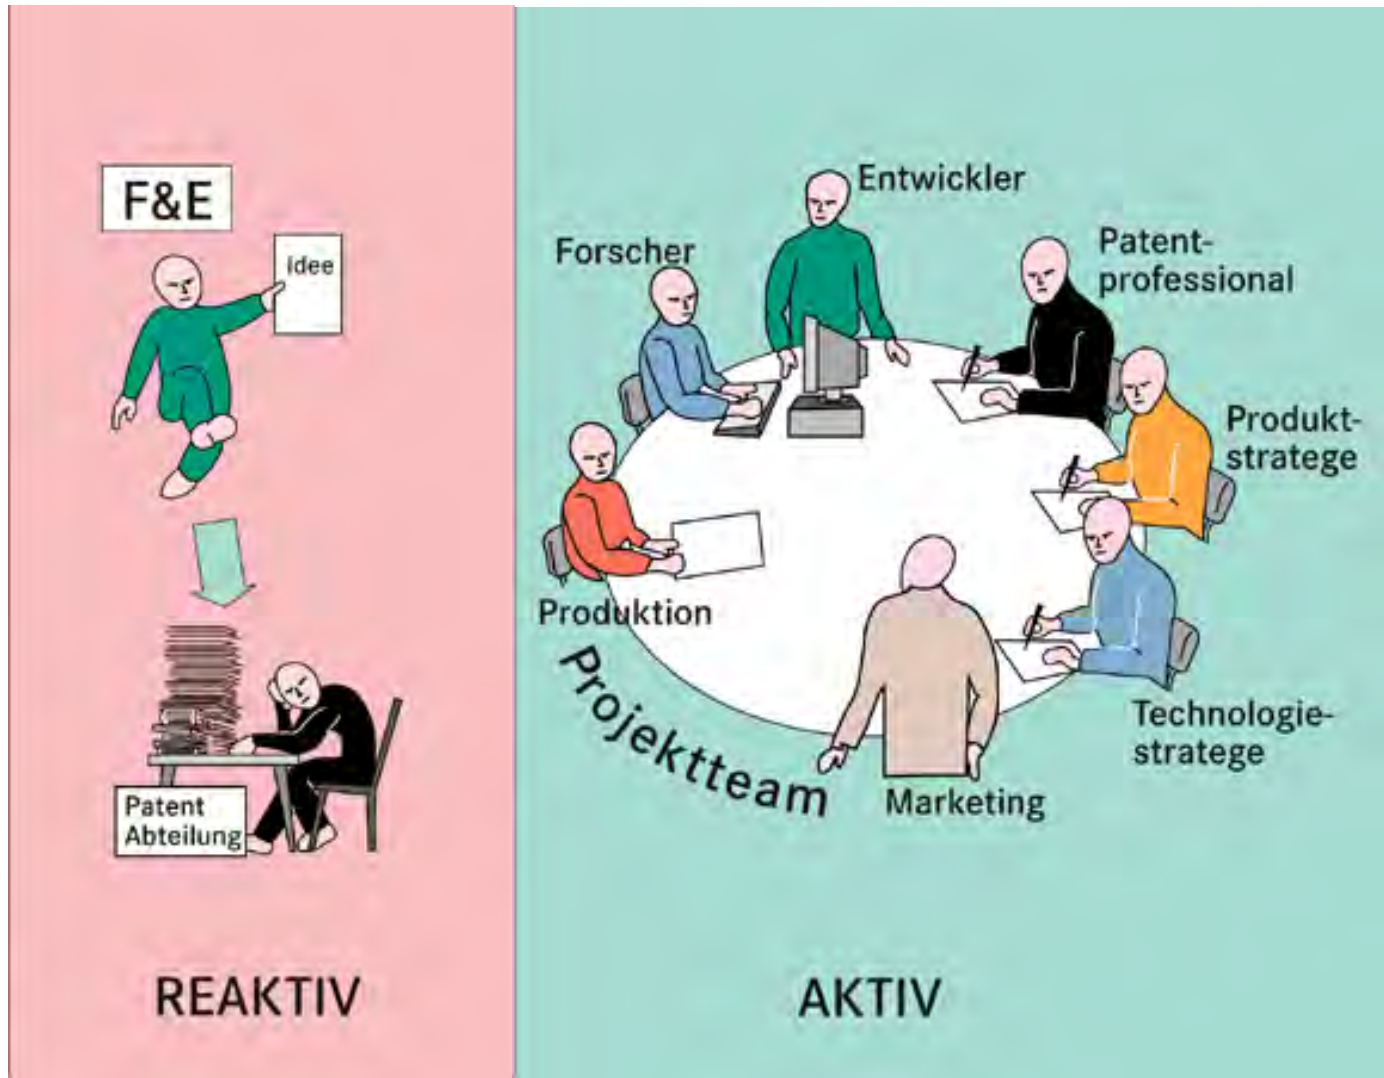 F&E
Idee
Patent
Abteilung
REAKTIV
Entwickler
Forscher
Patent-
professional
Produkt-
stratege
Produktion
Projektteam
Technologie-
stratege
Marketing
AKTIV